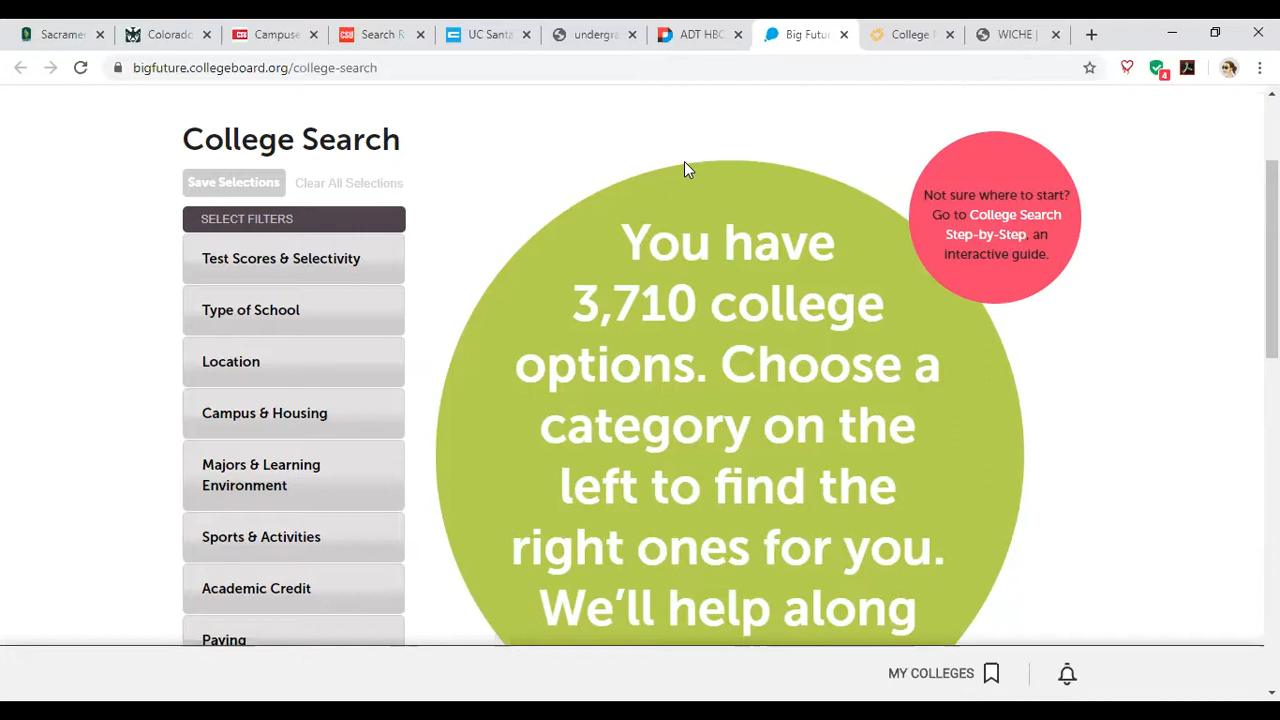 Sacrame
Colorado
Campuse
Search R
UC Santa
undergra
ADT HBC
Big Futur
College
WICHE |
bigfuture.collegeboard.org/college-search
4
College Search
Save Selections
Clear All Selections
SELECT FILTERS
Test Scores & Selectivity
Type of School
Location
Campus & Housing
Majors & Learning
Environment
Sports & Activities
Academic Credit
Paying
You have
3,710 college
options. Choose a
category on the
left to find the
right ones for you.
We'll help along
Not sure where to start?
Go to College Search
Step-by-Step, an
interactive guide.
MY COLLEGES